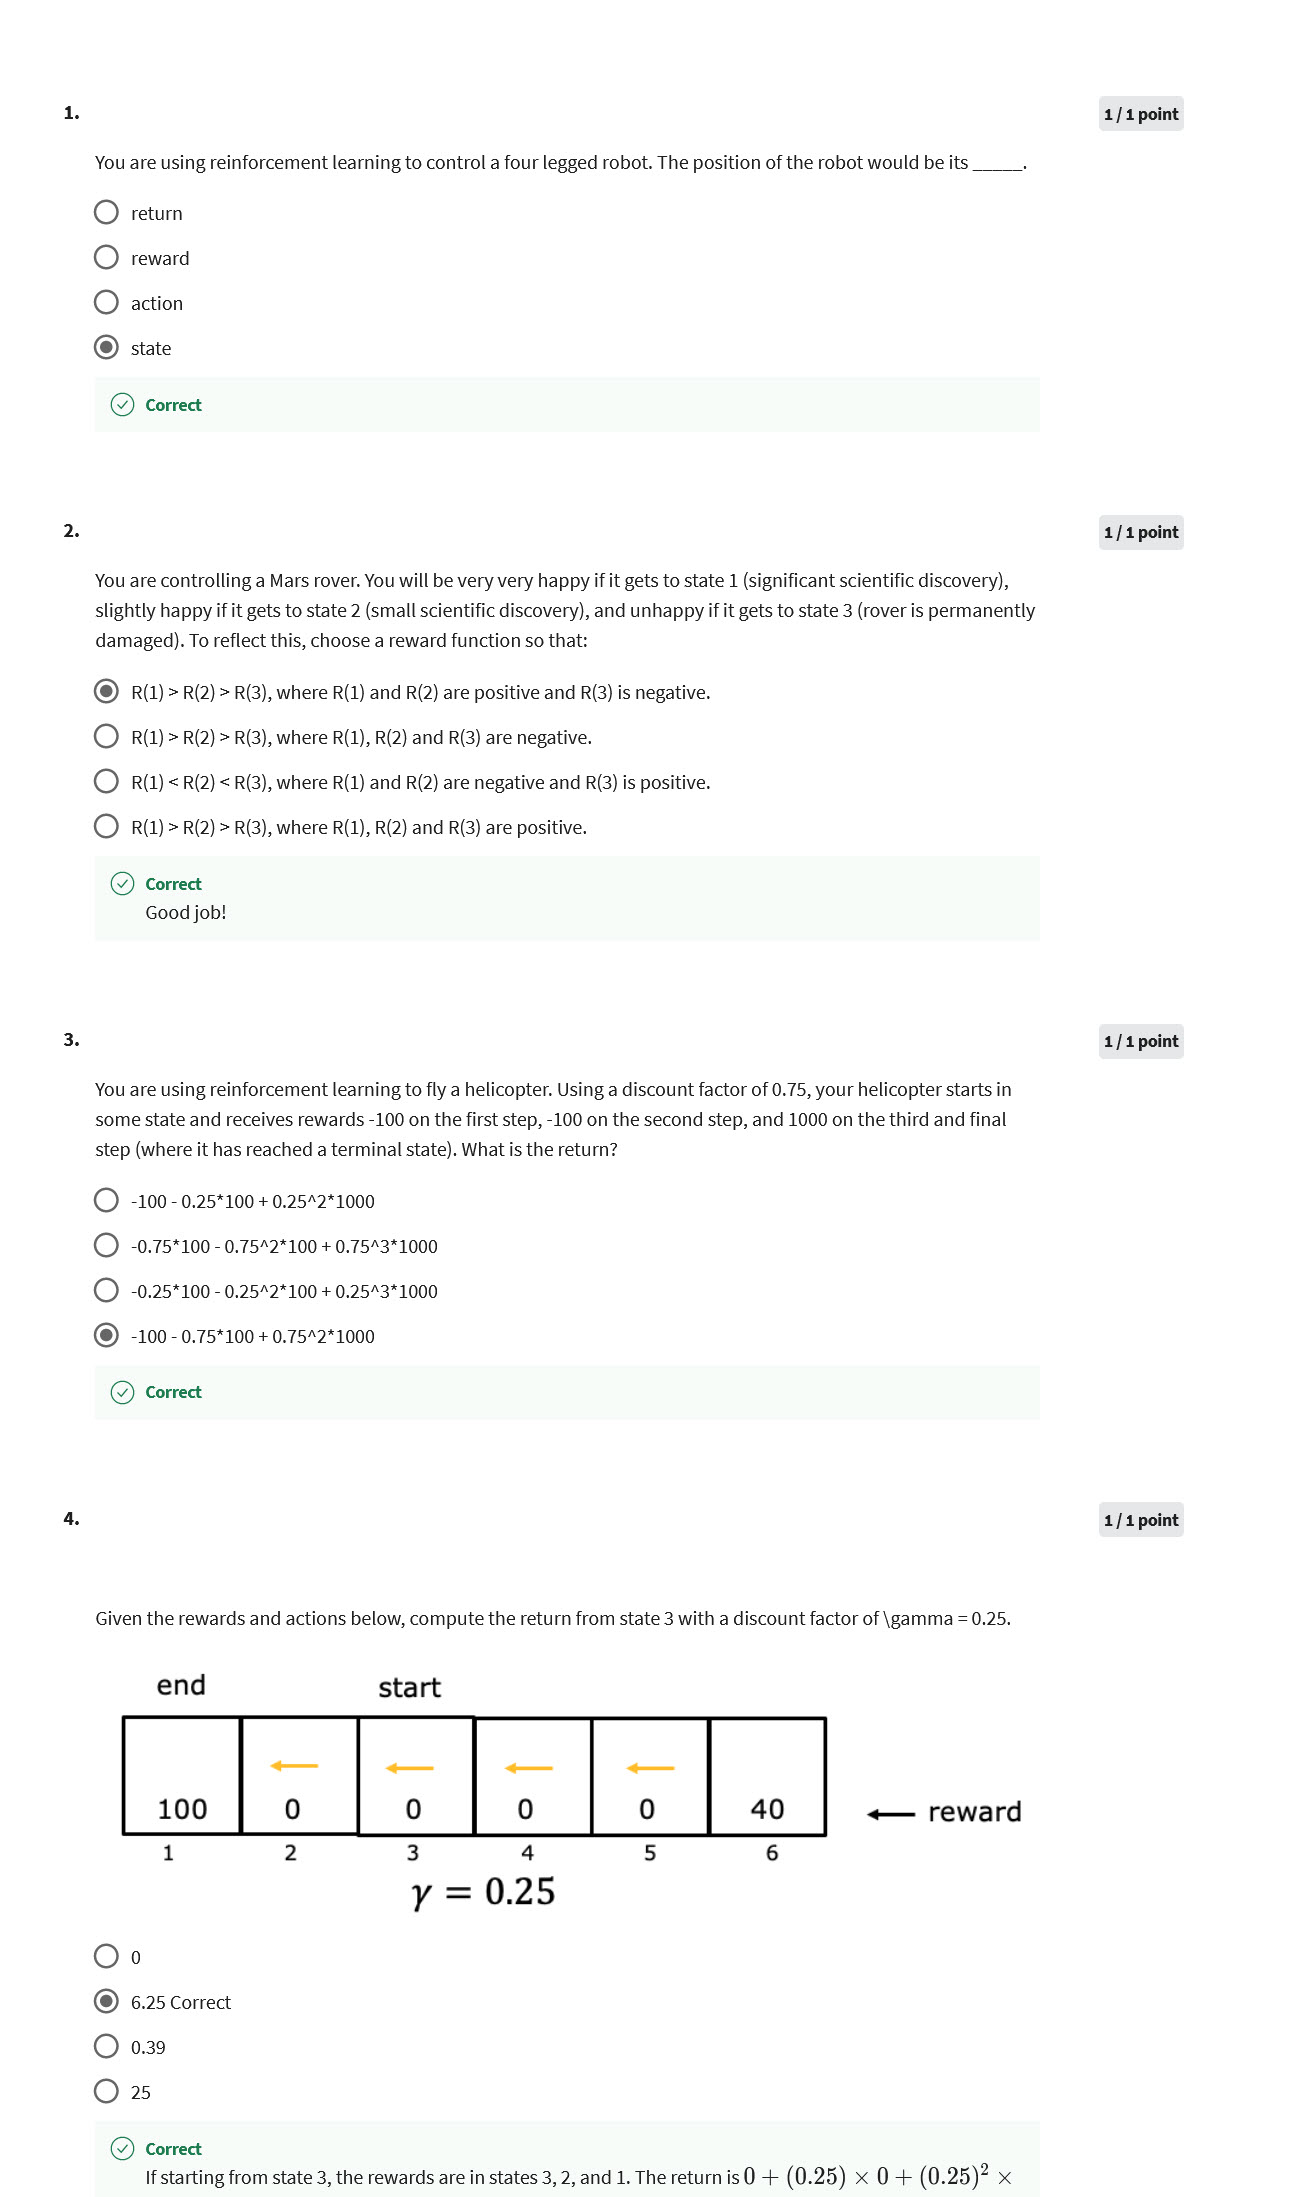 1.
1 / 1 point
You are using reinforcement learning to control a four legged robot. The position of the robot would be its _____.
return
reward
action
state
Correct
2.
1 / 1 point
You are controlling a Mars rover. You will be very very happy if it gets to state 1 (significant scientific discovery),
slightly happy if it gets to state 2 (small scientific discovery), and unhappy if it gets to state 3 (rover is permanently
damaged). To reflect this, choose a reward function so that:
R(1) > R(2) > R(3), where R(1) and R(2) are positive and R(3) is negative.
R(1) > R(2) > R(3), where R(1), R(2) and R(3) are negative.
R(1) < R(2) < R(3), where R(1) and R(2) are negative and R(3) is positive.
R(1) > R(2) > R(3), where R(1), R(2) and R(3) are positive.
Correct
Good job!
3.
1 / 1 point
You are using reinforcement learning to fly a helicopter. Using a discount factor of 0.75, your helicopter starts in
some state and receives rewards -100 on the first step, -100 on the second step, and 1000 on the third and final
step (where it has reached a terminal state). What is the return?
-100 - 0.25*100 + 0.25^2*1000
-0.75*100 - 0.75^2*100 + 0.75^3*1000
-0.25*100 - 0.25^2*100 + 0.25^3*1000
-100 - 0.75*100 + 0.75^2*1000
Correct
4.
1 / 1 point
Given the rewards and actions below, compute the return from state 3 with a discount factor of \gamma = 0.25.
end start
100 0 0 0 0 40 ← reward
1 2 3 4 5 6
γ = 0.25
0
6.25 Correct
0.39
25
Correct
If starting from state 3, the rewards are in states 3, 2, and 1. The return is 0 + (0.25) × 0 + (0.25)² ×